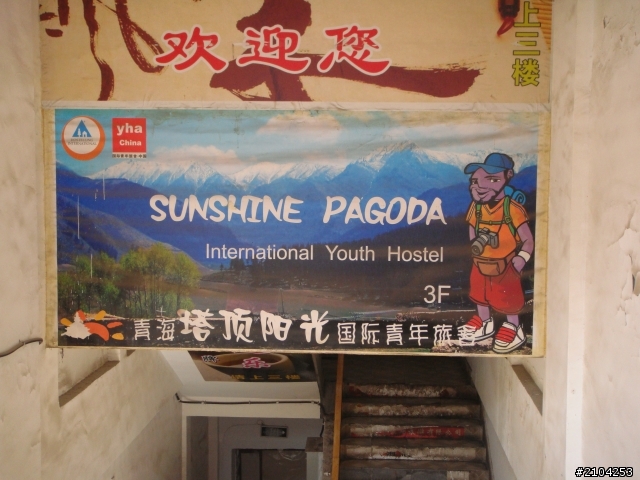 欢迎您
上三楼
yha
China
SUNSHINE PAGODA
International Youth Hostel
3F
青海塔顶阳光国际青年旅舍
#2104253